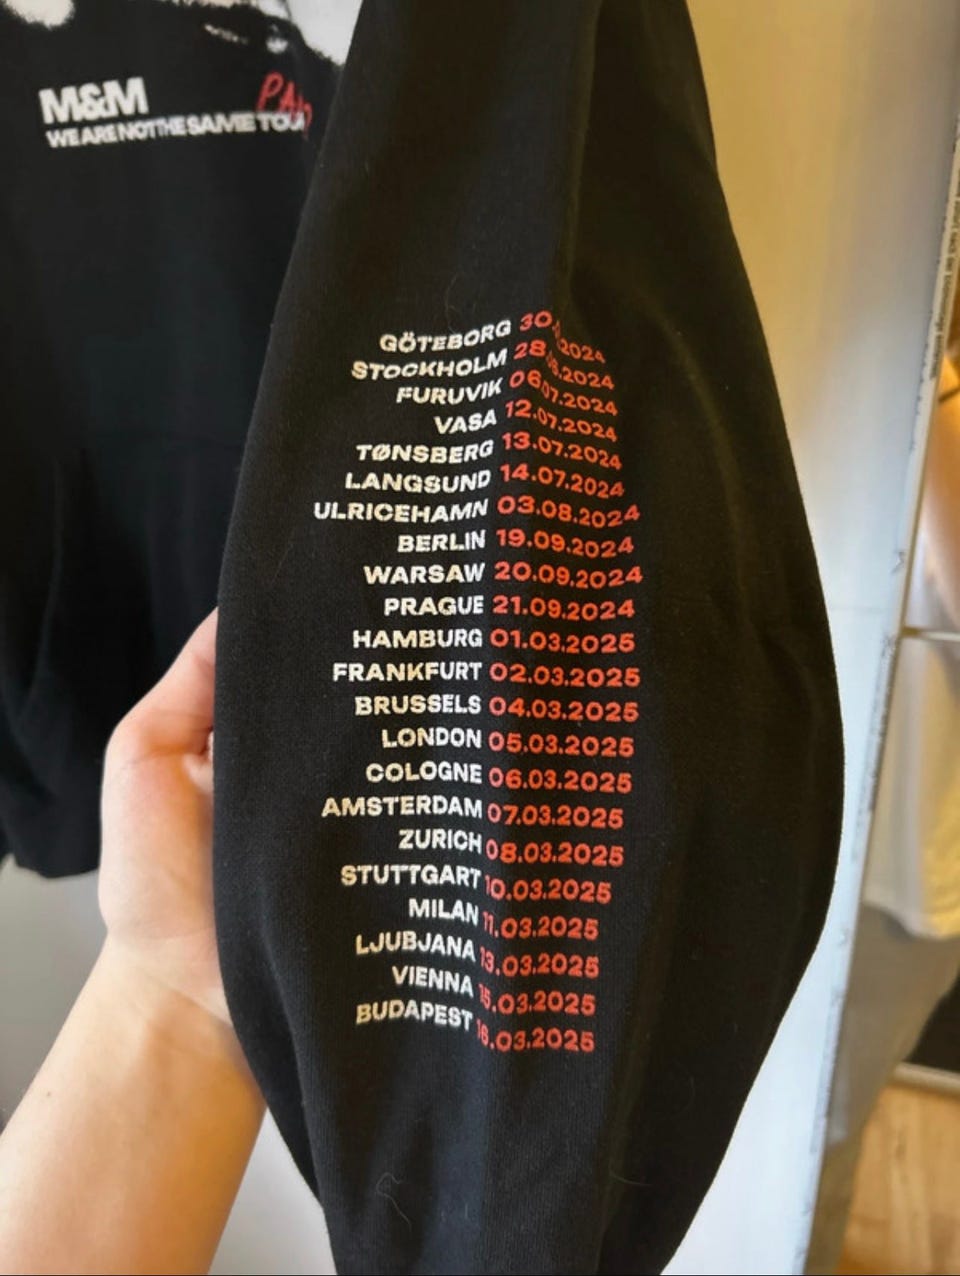 M&M
WE ARE NOT THE SAME TOUR
GÖTEBORG 30. .2024
STOCKHOLM 28. 6.2024
FURUVIK 06.07.2024
VASA 12.07.2024
TØNSBERG 13.07.2024
LANGSUND 14.07.2024
ULRICEHAMN 03.08.2024
BERLIN 19.09.2024
WARSAW 20.09.2024
PRAGUE 21.09.2024
HAMBURG 01.03.2025
FRANKFURT 02.03.2025
BRUSSELS 04.03.2025
LONDON 05.03.2025
COLOGNE 06.03.2025
AMSTERDAM 07.03.2025
ZURICH 08.03.2025
STUTTGART 10.03.2025
MILAN 11.03.2025
LJUBJANA 13.03.2025
VIENNA 15.03.2025
BUDAPEST 16.03.2025